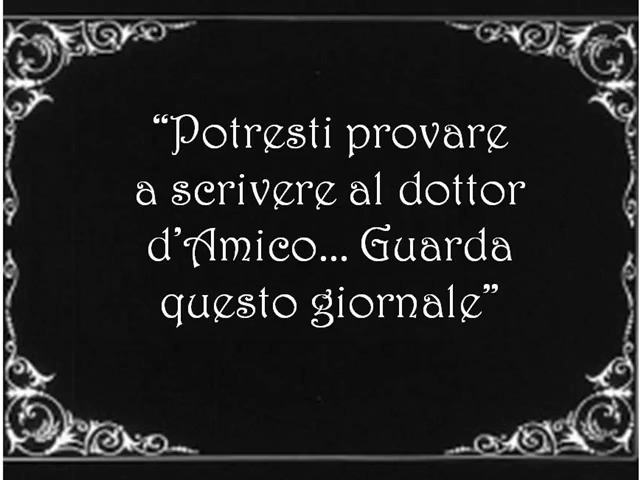 “Potresti provare
a scrivere al dottor
d’Amico... Guarda
questo giornale”